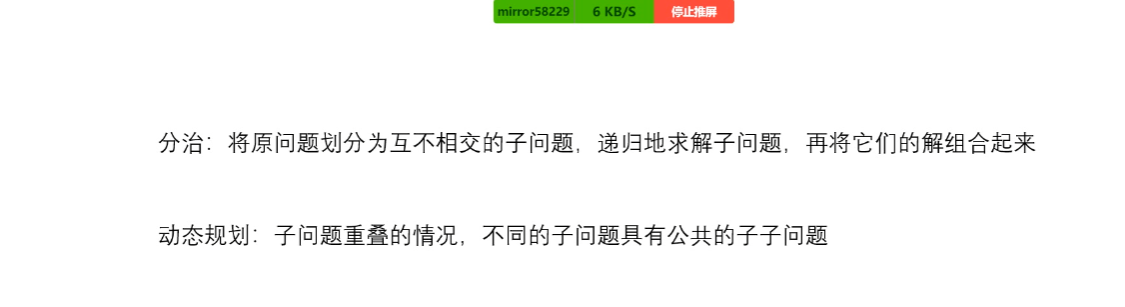 mirror58229 6 KB/S 停止推屏
分治：将原问题划分为互不相交的子问题，递归地求解子问题，再将它们的解组合起来
动态规划：子问题重叠的情况，不同的子问题具有公共的子子问题